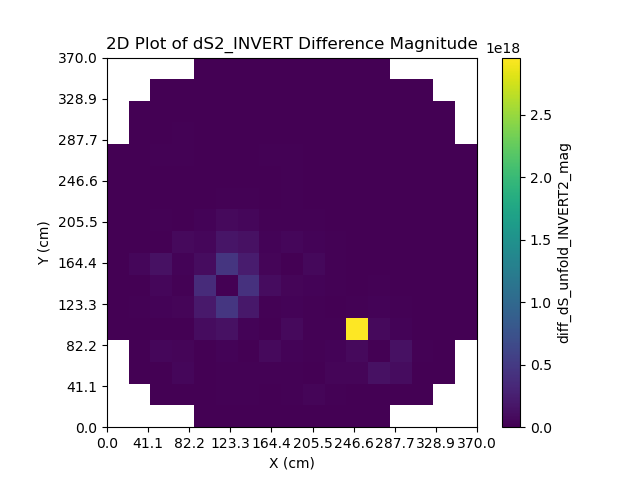 2D Plot of dS2_INVERT Difference Magnitude
1e18
370.0
328.9
287.7
246.6
205.5
164.4
123.3
82.2
41.1
0.0
Y (cm)
0.0 41.1 82.2 123.3 164.4 205.5 246.6 287.7 328.9 370.0
X (cm)
2.5
2.0
1.5
1.0
0.5
0.0
diff_dS_unfold_INVERT2_mag